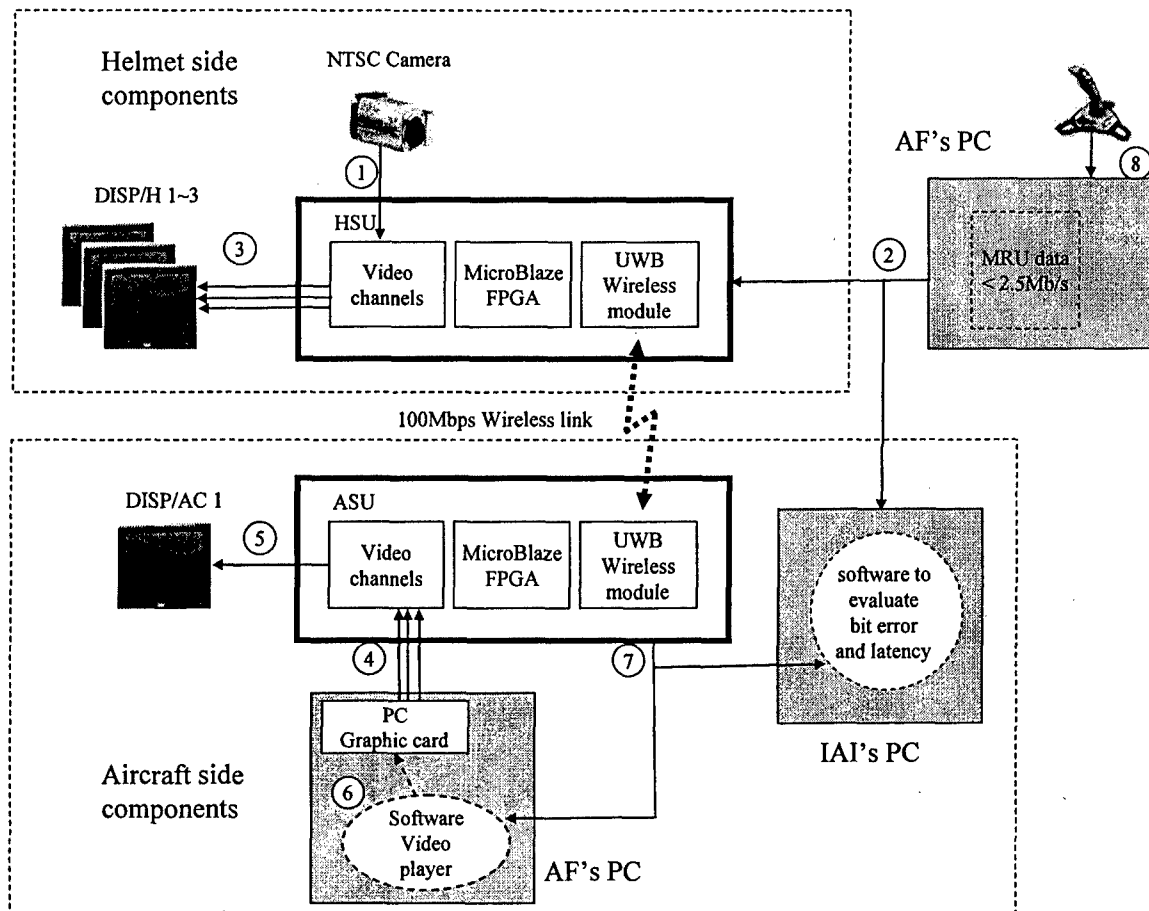 Helmet side
components
NTSC Camera
1
AF's PC
8
DISP/H 1~3
3
HSU
Video
channels
MicroBlaze
FPGA
UWB
Wireless
module
2
MRU data
< 2.5Mb/s
100Mbps Wireless link
DISP/AC 1
5
ASU
Video
channels
MicroBlaze
FPGA
UWB
Wireless
module
software to
evaluate
bit error
and latency
4
7
PC
Graphic card
IAI's PC
Aircraft side
components
6
Software
Video
player
AF's PC